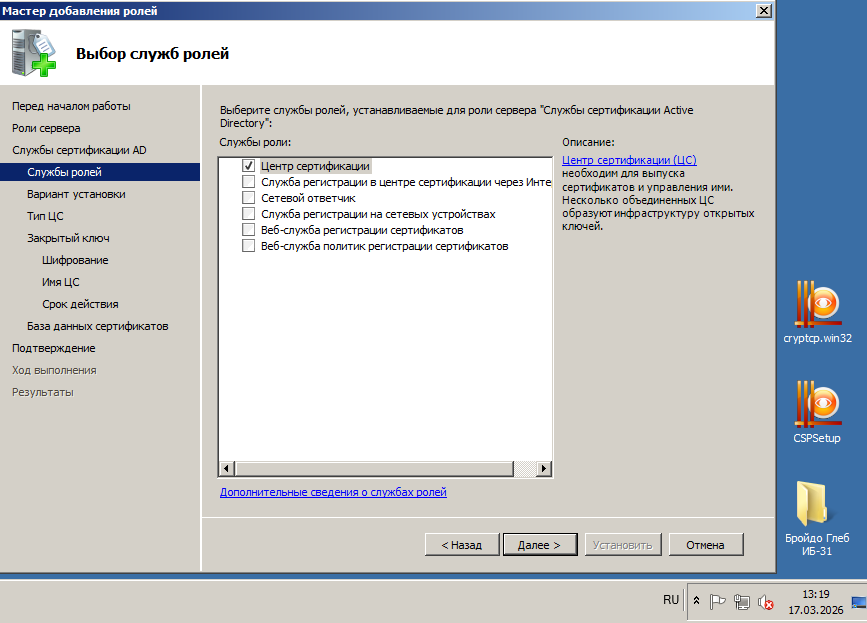 Мастер добавления ролей
Выбор служб ролей
Перед началом работы
Роли сервера
Службы сертификации AD
Службы ролей
Вариант установки
Тип ЦС
Закрытый ключ
Шифрование
Имя ЦС
Срок действия
База данных сертификатов
Подтверждение
Ход выполнения
Результаты
Выберите службы ролей, устанавливаемые для роли сервера "Службы сертификации Active
Directory":
Службы роли:
Центр сертификации
Служба регистрации в центре сертификации через Инте
Сетевой ответчик
Служба регистрации на сетевых устройствах
Веб-служба регистрации сертификатов
Веб-служба политик регистрации сертификатов
Описание:
Центр сертификации (ЦС)
необходим для выпуска
сертификатов и управления ими.
Несколько объединенных ЦС
образуют инфраструктуру открытых
ключей.
Дополнительные сведения о службах ролей
< Назад
Далее >
Установить
Отмена
cryptcp.win32
CSPSetup
Бройдо Глеб
ИБ-31
RU
13:19
17.03.2026